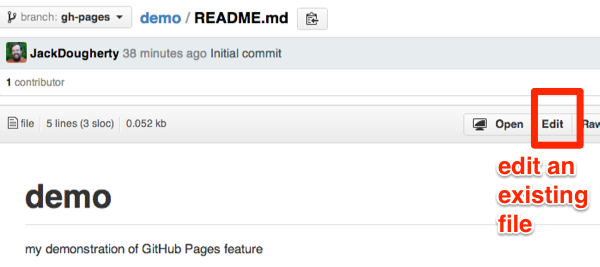 branch: gh-pages demo / README.md
JackDougherty 38 minutes ago Initial commit
1 contributor
file 5 lines (3 sloc) 0.052 kb Open Edit
edit an
existing
file
demo
my demonstration of GitHub Pages feature